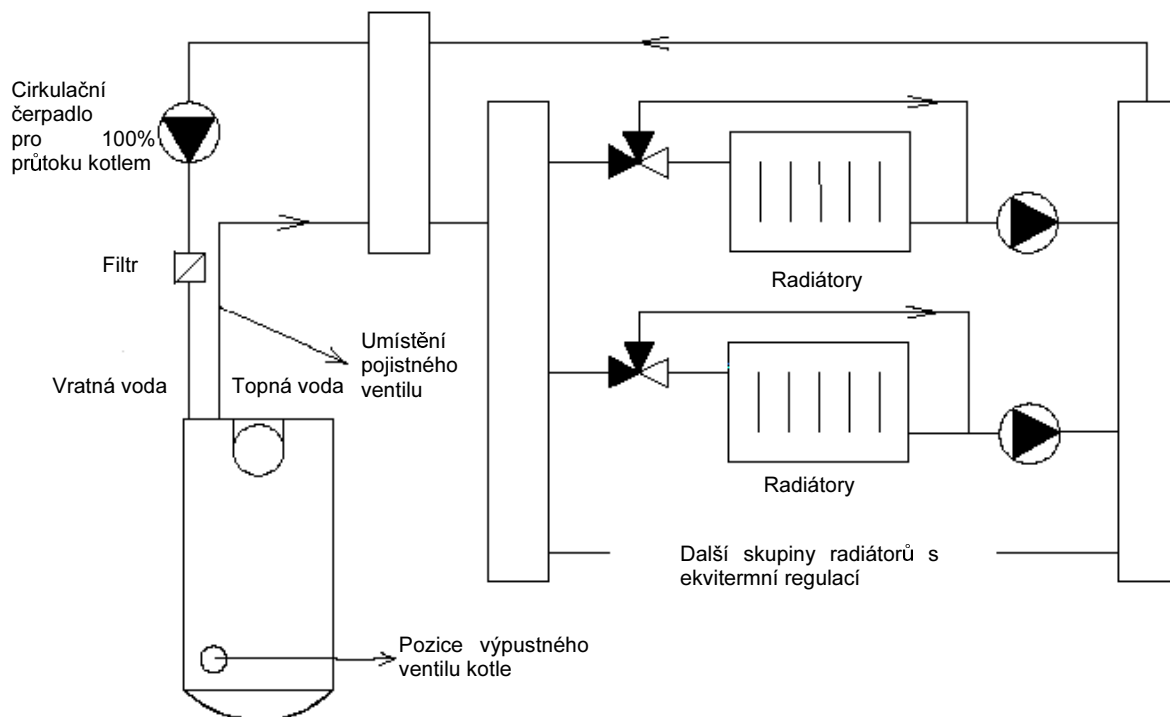 Cirkulační
čerpadlo
pro 100%
průtoku kotlem
Filtr
Vratná voda
Topná voda
Umístění
pojistného
ventilu
Radiátory
Radiátory
Další skupiny radiátorů s
ekvitermní regulací
Pozice výpustného
ventilu kotle